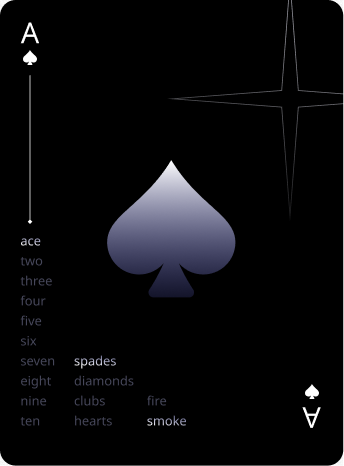 A
ace
two
three
four
five
six
seven spades
eight diamonds
nine clubs fire
ten hearts smoke
A